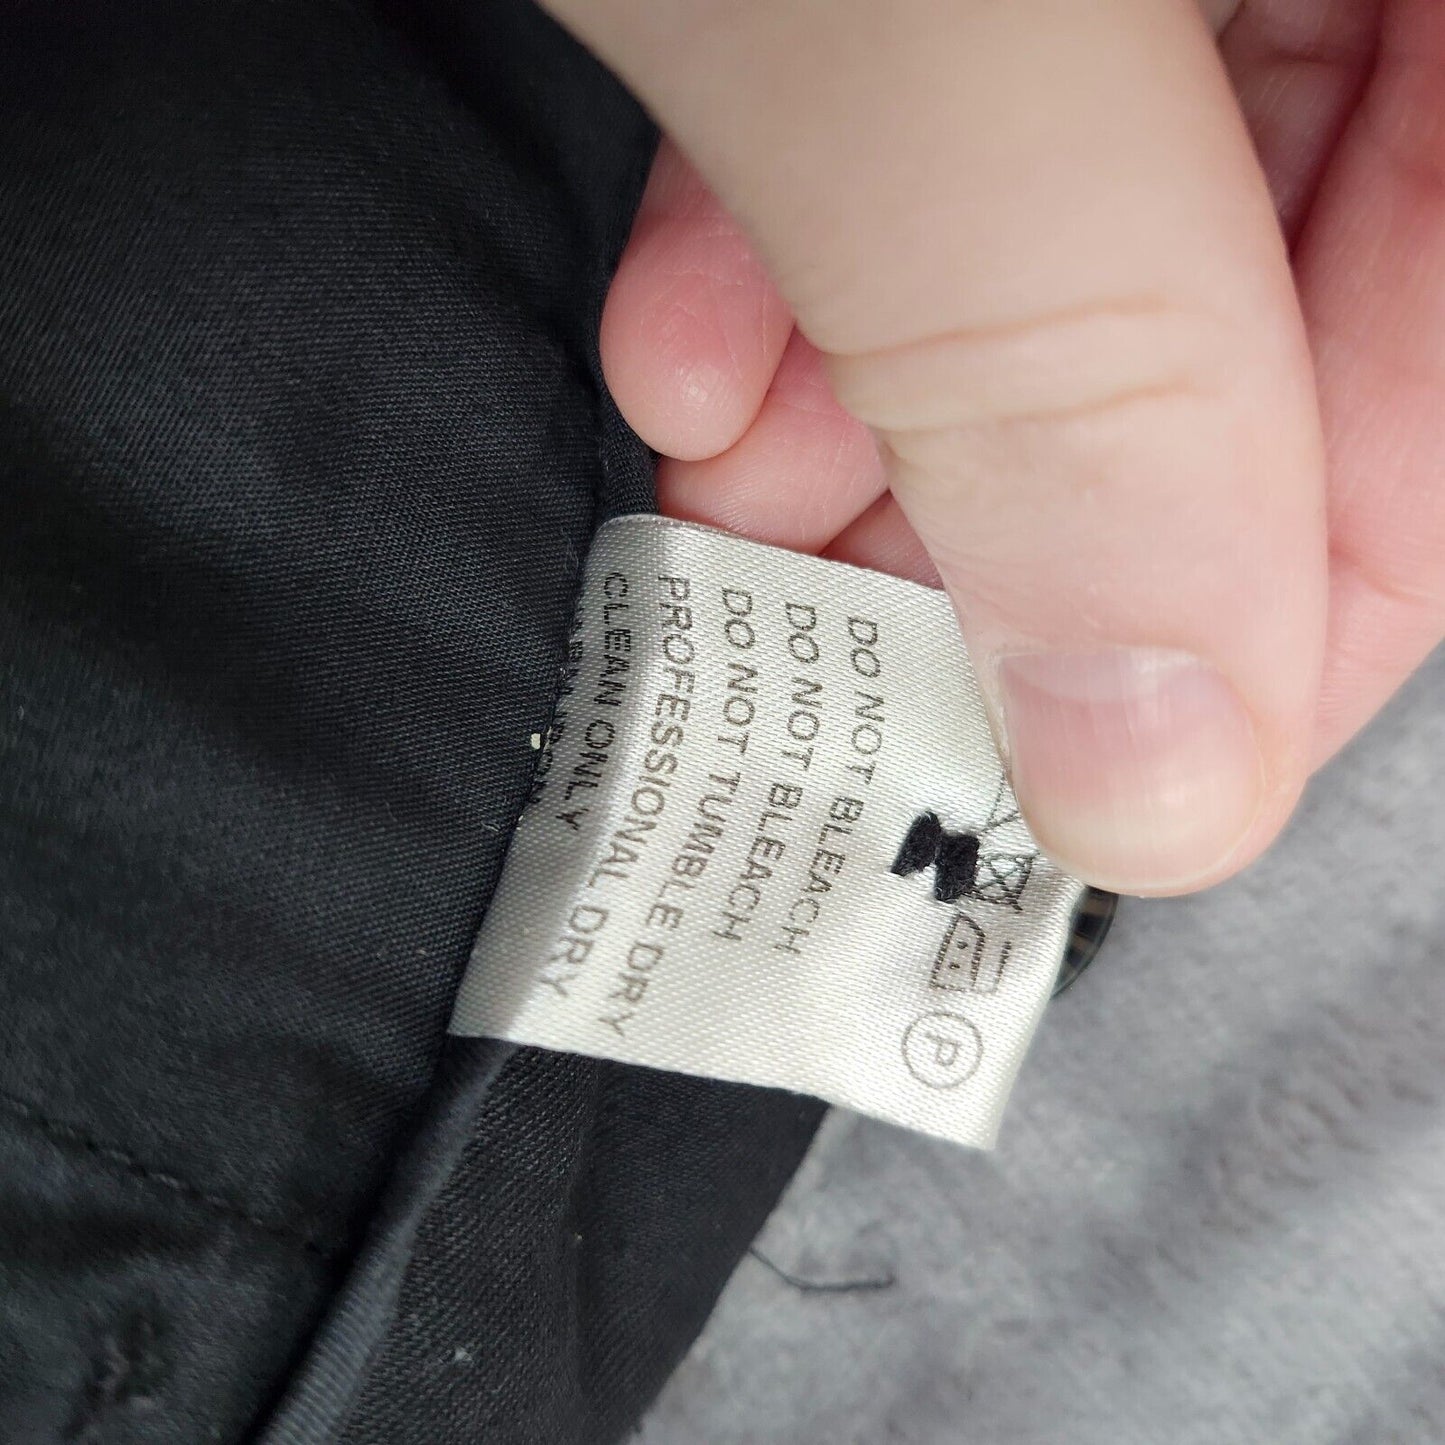 P
DO NOT BLEACH
DO NOT BLEACH
DO NOT TUMBLE DRY
PROFESSIONAL DRY
CLEAN ONLY